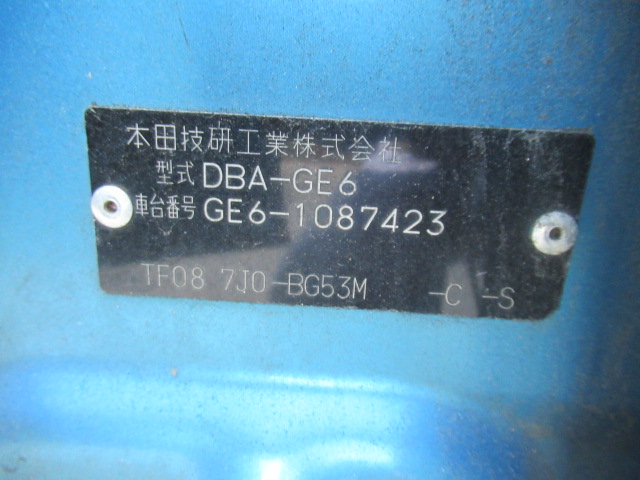 本田技研工業株式会社
型式 DBA-GE6
車台番号 GE6-1087423
TF08 7J0-BG53M -C -S